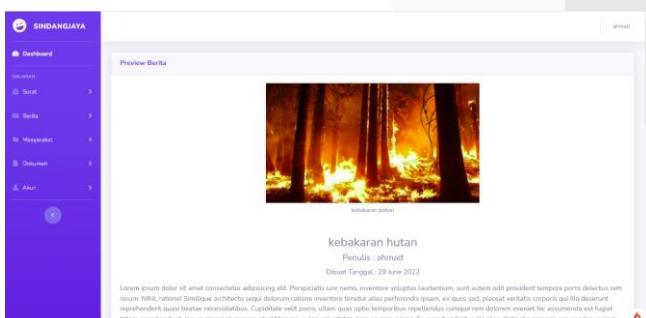 SINDANGJAYA
ahmad
Dashboard
HALAMAN
Surat
Berita
Masyarakat
Dokumen
Akun
Preview Berita
kebakaran pohon
kebakaran hutan
Penulis : ahmad
Dibuat Tanggal : 29 June 2022
Lorem ipsum dolor sit amet consectetur adipisicing elit. Perspiciatis iure nemo, inventore voluptas laudantium, sunt autem odit provident tempore porro delectus rem
rerum. Nihil, ratione! Similique architecto sequi dolorum ratione inventore tenetur alias perferendis ipsam, ex quos sed, placeat veritatis corporis qui illo deserunt
reprehenderit quasi beatae necessitatibus. Cupiditate velit porro, ullam quas optio temporibus repellendus cumque rem dolorem eveniet hic assumenda est fugiat